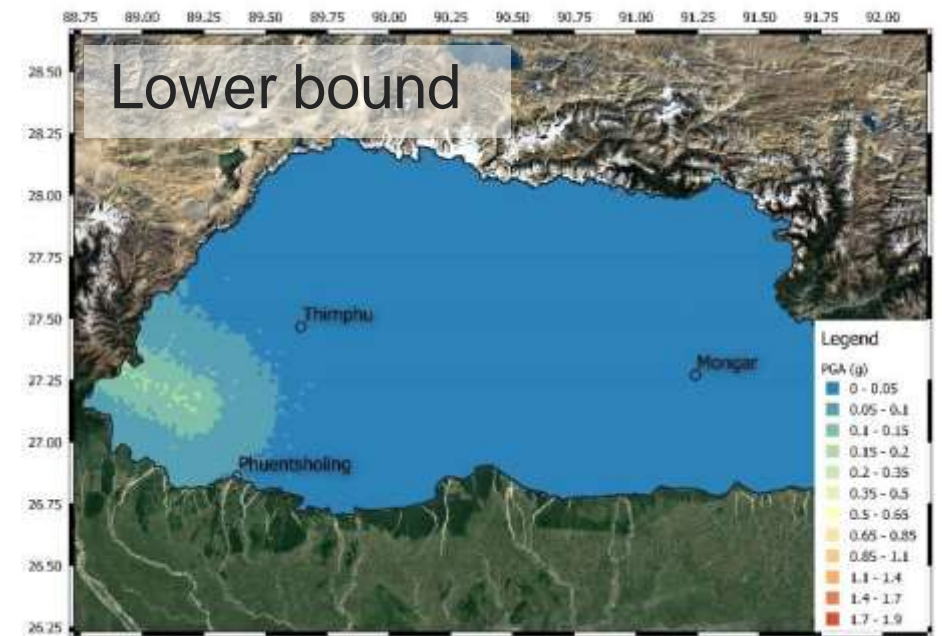 88.75 89.00 89.25 89.50 89.75 90.00 90.25 90.50 90.75 91.00 91.25 91.50 91.75 92.00
Lower bound
28.50
28.25
28.00
27.75
27.50
27.25
27.00
26.75
26.50
26.25
Thimphu
Mongar
Phuentsholing
Legend
PGA (g)
0 - 0.05
0.05 - 0.1
0.1 - 0.15
0.15 - 0.2
0.2 - 0.35
0.35 - 0.5
0.5 - 0.65
0.65 - 0.85
0.85 - 1.1
1.1 - 1.4
1.4 - 1.7
1.7 - 1.9